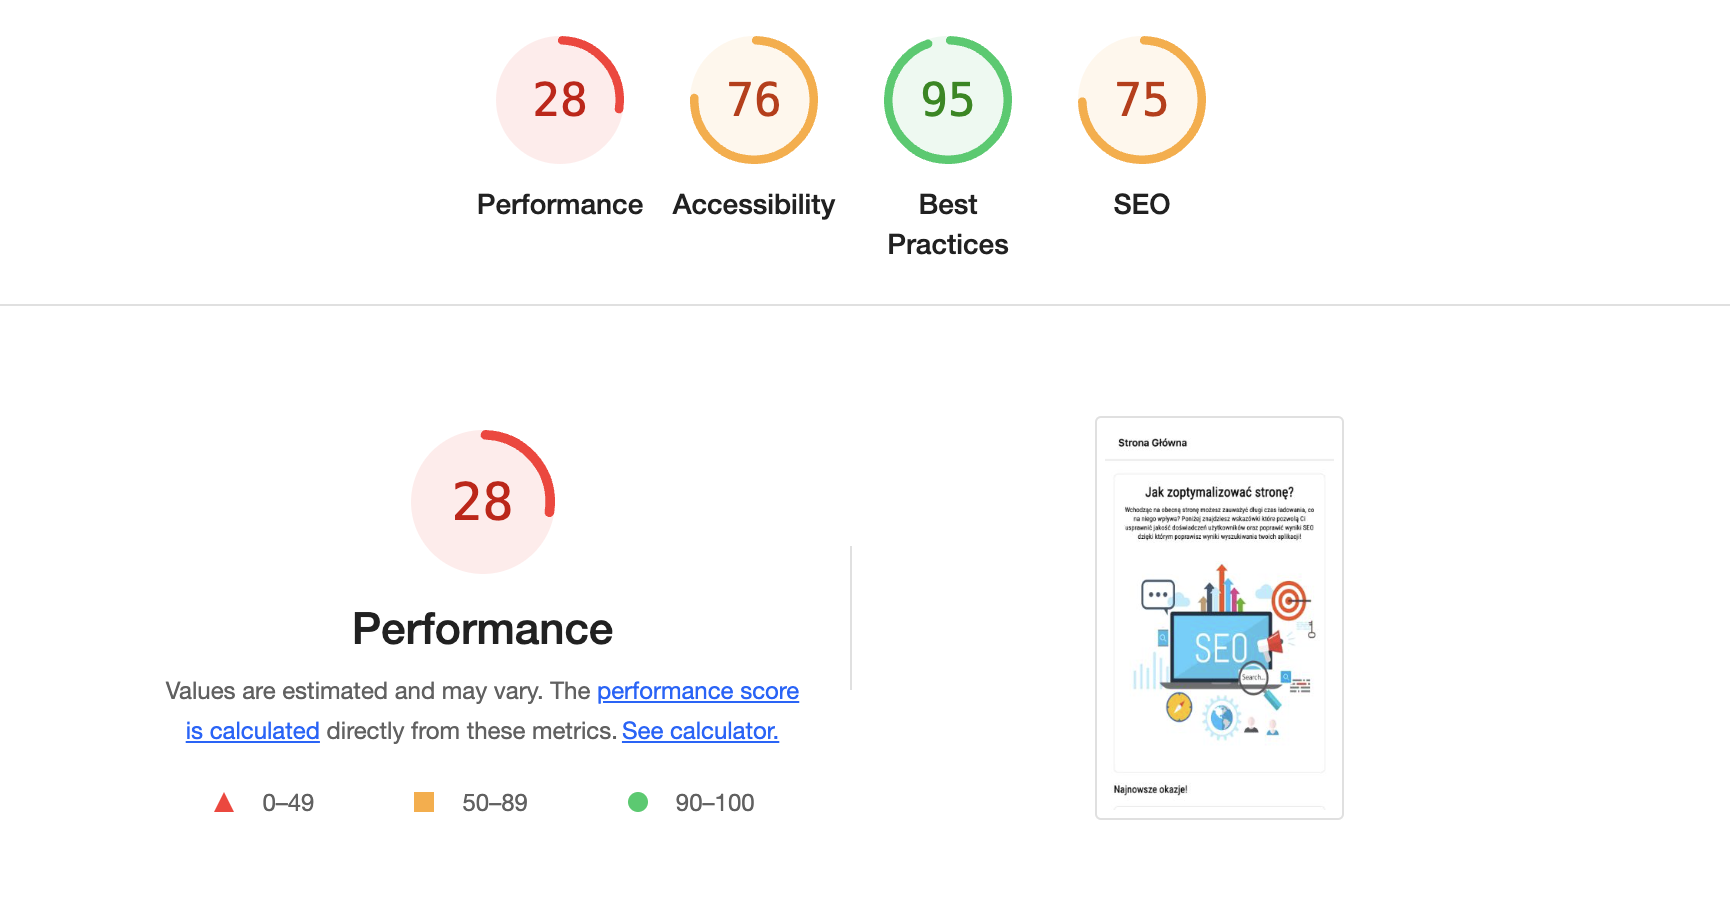 28
76
95
75
Performance
Accessibility
Best
Practices
SEO
28
Performance
Values are estimated and may vary. The performance score
is calculated directly from these metrics. See calculator.
0–49
50–89
90–100
Strona Główna
Jak zoptymalizować stronę?
Wchodząc na obecną stronę możesz zauważyć długi czas ładowania, co
na niego wpływa? Poniżej znajdziesz wskazówki które pozwolą Ci
usprawnić jakość doświadczeń użytkowników oraz poprawić wyniki SEO
dzięki którym poprawisz wyniki wyszukiwania twoich aplikacji!
SEO
Search...
Najnowsze okazje!